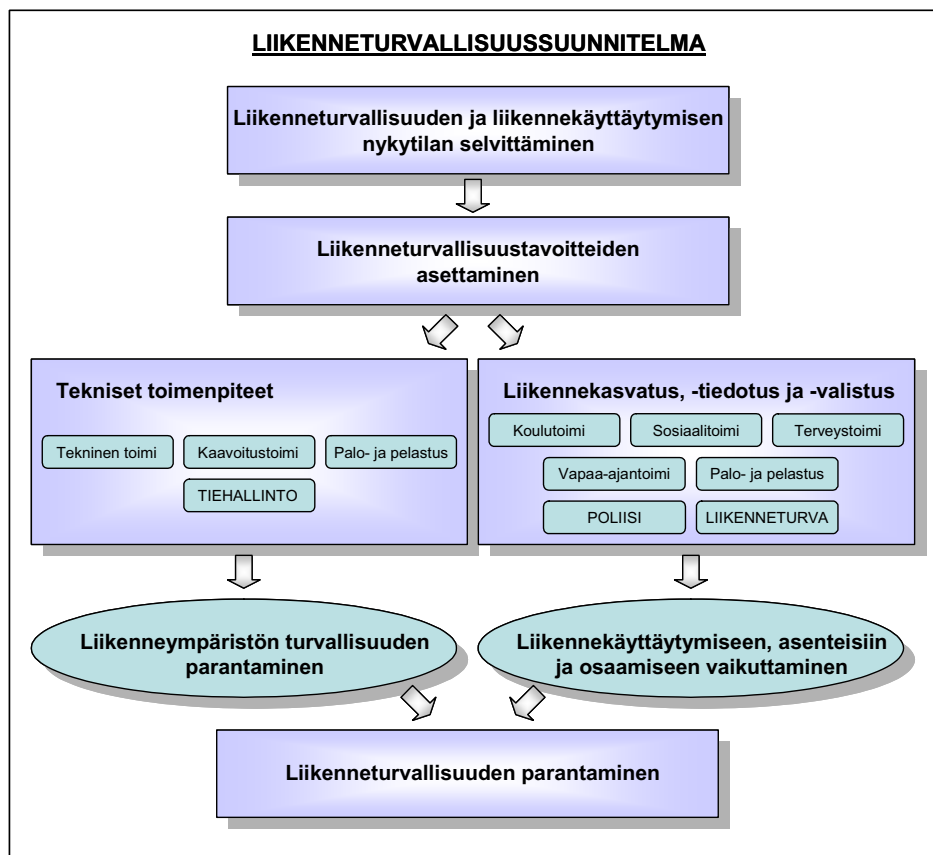 LIIKENNETURVALLISUUSSUUNNITELMA
Liikenneturvallisuuden ja liikennekäyttäytymisen
nykytilan selvittäminen
Liikenneturvallisuustavoitteiden
asettaminen
Tekniset toimenpiteet
Tekninen toimi
Kaavoitustoimi
Palo- ja pelastus
TIEHALLINTO
Liikennekasvatus, -tiedotus ja -valistus
Koulutoimi
Sosiaalitoimi
Terveystoimi
Vapaa-ajantoimi
Palo- ja pelastus
POLIISI
LIIKENNETURVA
Liikenneympäristön turvallisuuden
parantaminen
Liikennekäyttäytymiseen, asenteisiin
ja osaamiseen vaikuttaminen
Liikenneturvallisuuden parantaminen